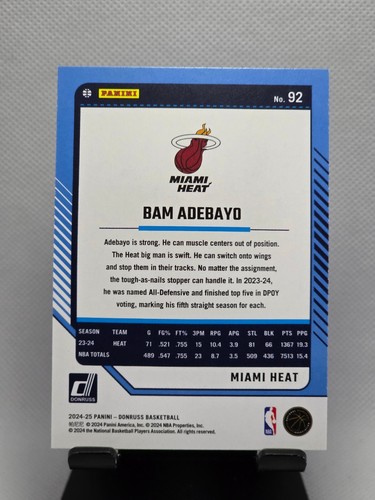 PANINI
No. 92
MIAMI
HEAT
BAM ADEBAYO
Adebayo is strong. He can muscle centers out of position.
The Heat big man is swift. He can switch onto wings
and stop them in their tracks. No matter the assignment,
the tough-as-nails stopper can handle it. In 2023-24,
he was named All-Defensive and finished top five in DPOY
voting, marking his fifth straight season for each.
SEASON TEAM G FG% FT% 3PM RPG APG STL BLK PTS PPG
23-24 HEAT 71 .521 .755 15 10.4 3.9 81 66 1367 19.3
NBA TOTALS 489 .547 .755 23 8.7 3.5 509 436 7513 15.4
MIAMI HEAT
DONRUSS
2024-25 PANINI – DONRUSS BASKETBALL
帕尼尼 © 2024 Panini America, Inc. © 2024 NBA Properties, Inc.
© 2024 the National Basketball Players Association. All rights reserved.